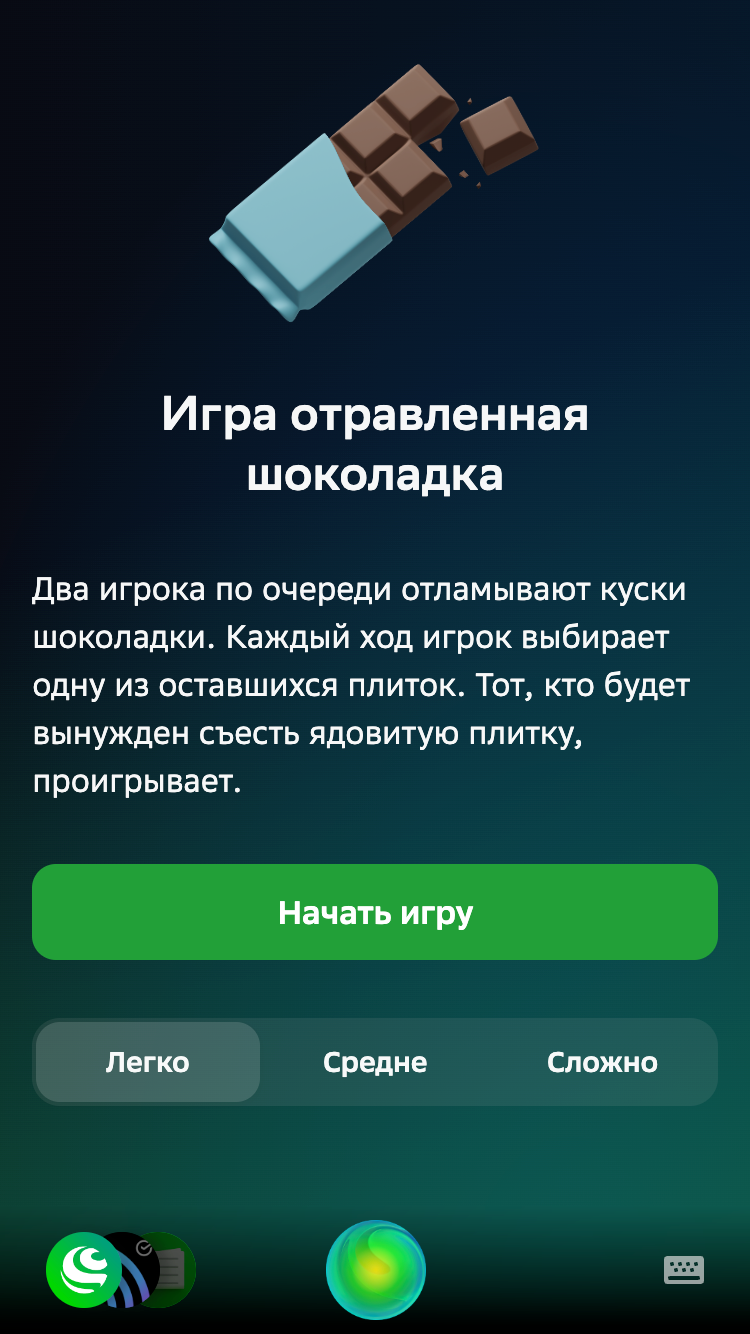 Игра отравленная
шоколадка
Два игрока по очереди отламывают куски
шоколадки. Каждый ход игрок выбирает
одну из оставшихся плиток. Тот, кто будет
вынужден съесть ядовитую плитку,
проигрывает.
Начать игру
Легко
Средне
Сложно